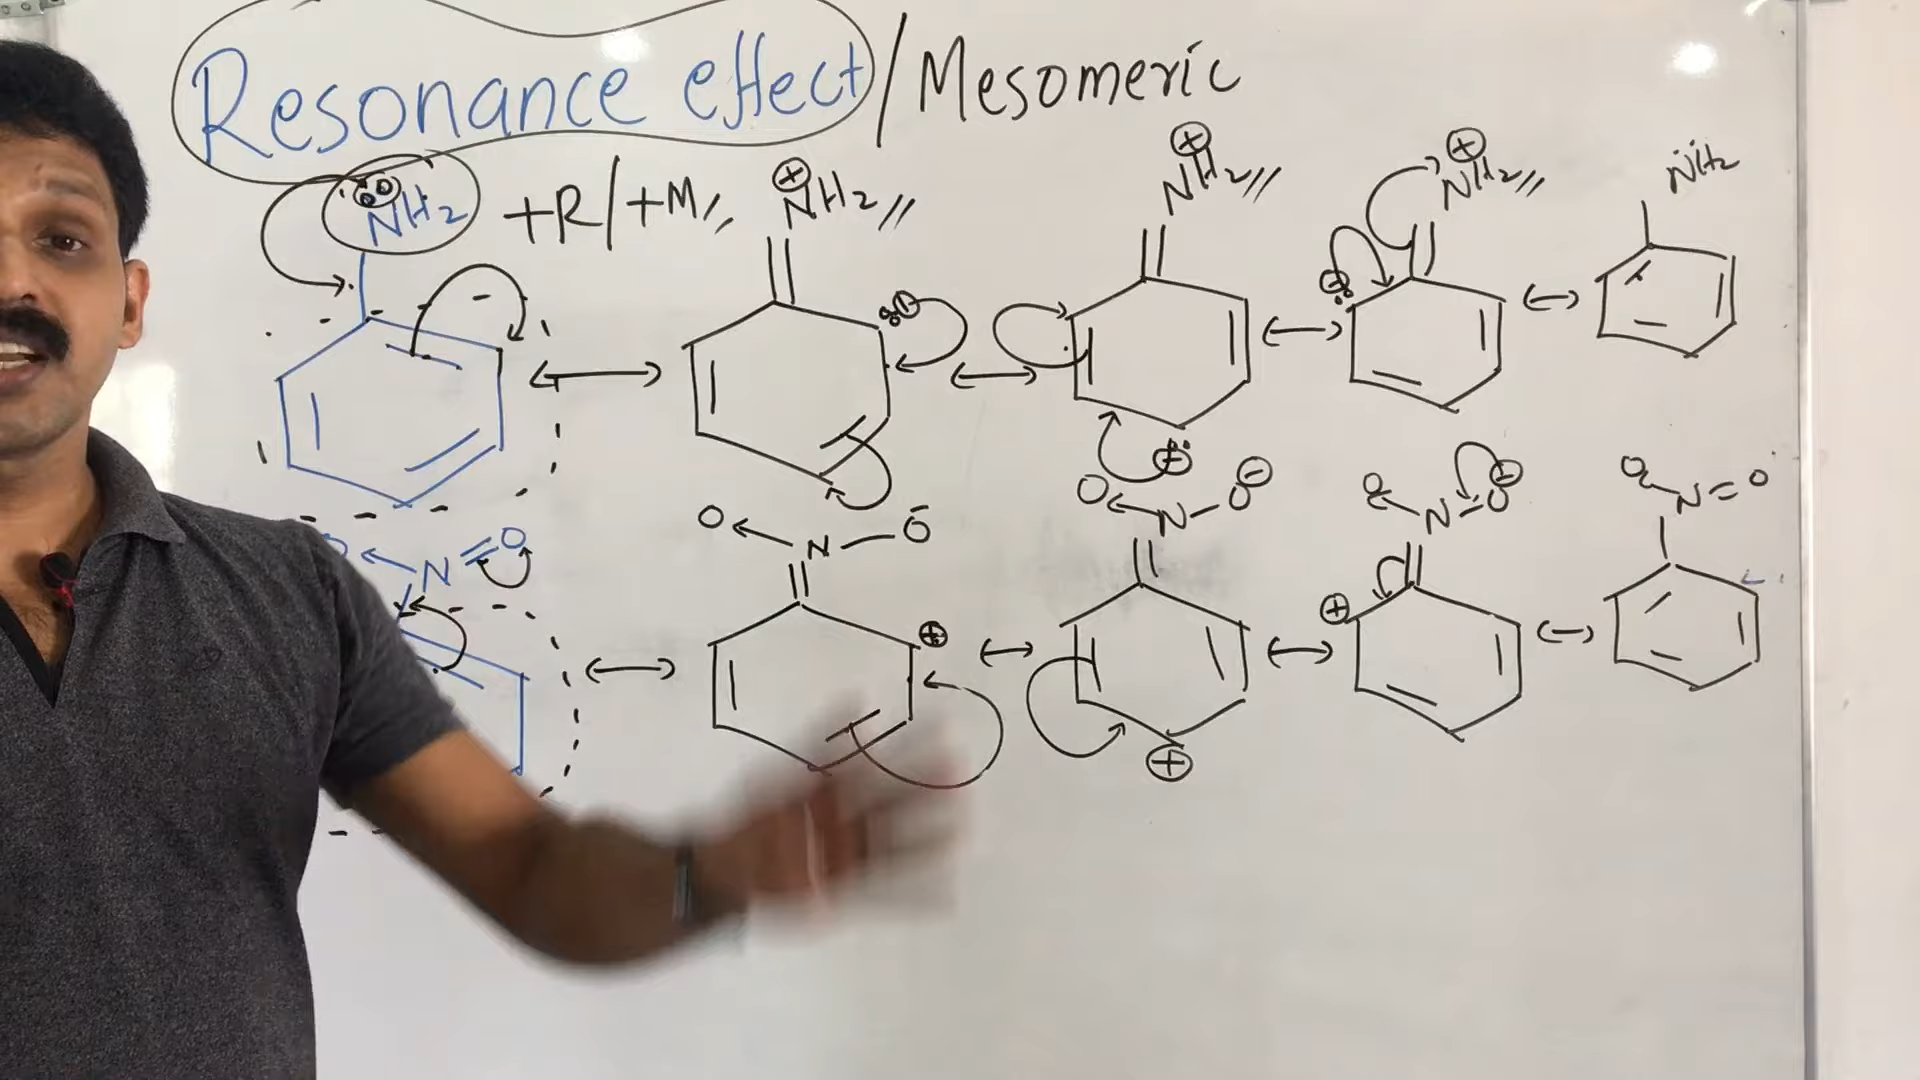 Resonance effect / Mesomeric
NH2 +R / +M NH2 NH2 NH2 NH2
O N O O N O O N O O N O O N = O